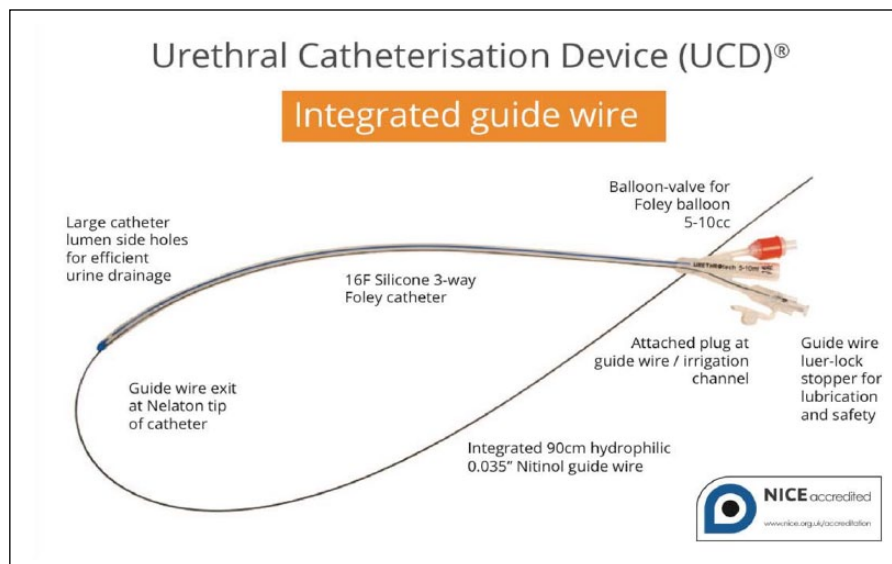 Urethral Catheterisation Device (UCD)®
Integrated guide wire
Balloon-valve for
Foley balloon
5-10cc
Large catheter
lumen side holes
for efficient
urine drainage
16F Silicone 3-way
Foley catheter
Attached plug at
guide wire / irrigation
channel
Guide wire
luer-lock
stopper for
lubrication
and safety
Guide wire exit
at Nelaton tip
of catheter
Integrated 90cm hydrophilic
0.035” Nitinol guide wire
NICE accredited
www.nice.org.uk/accreditation